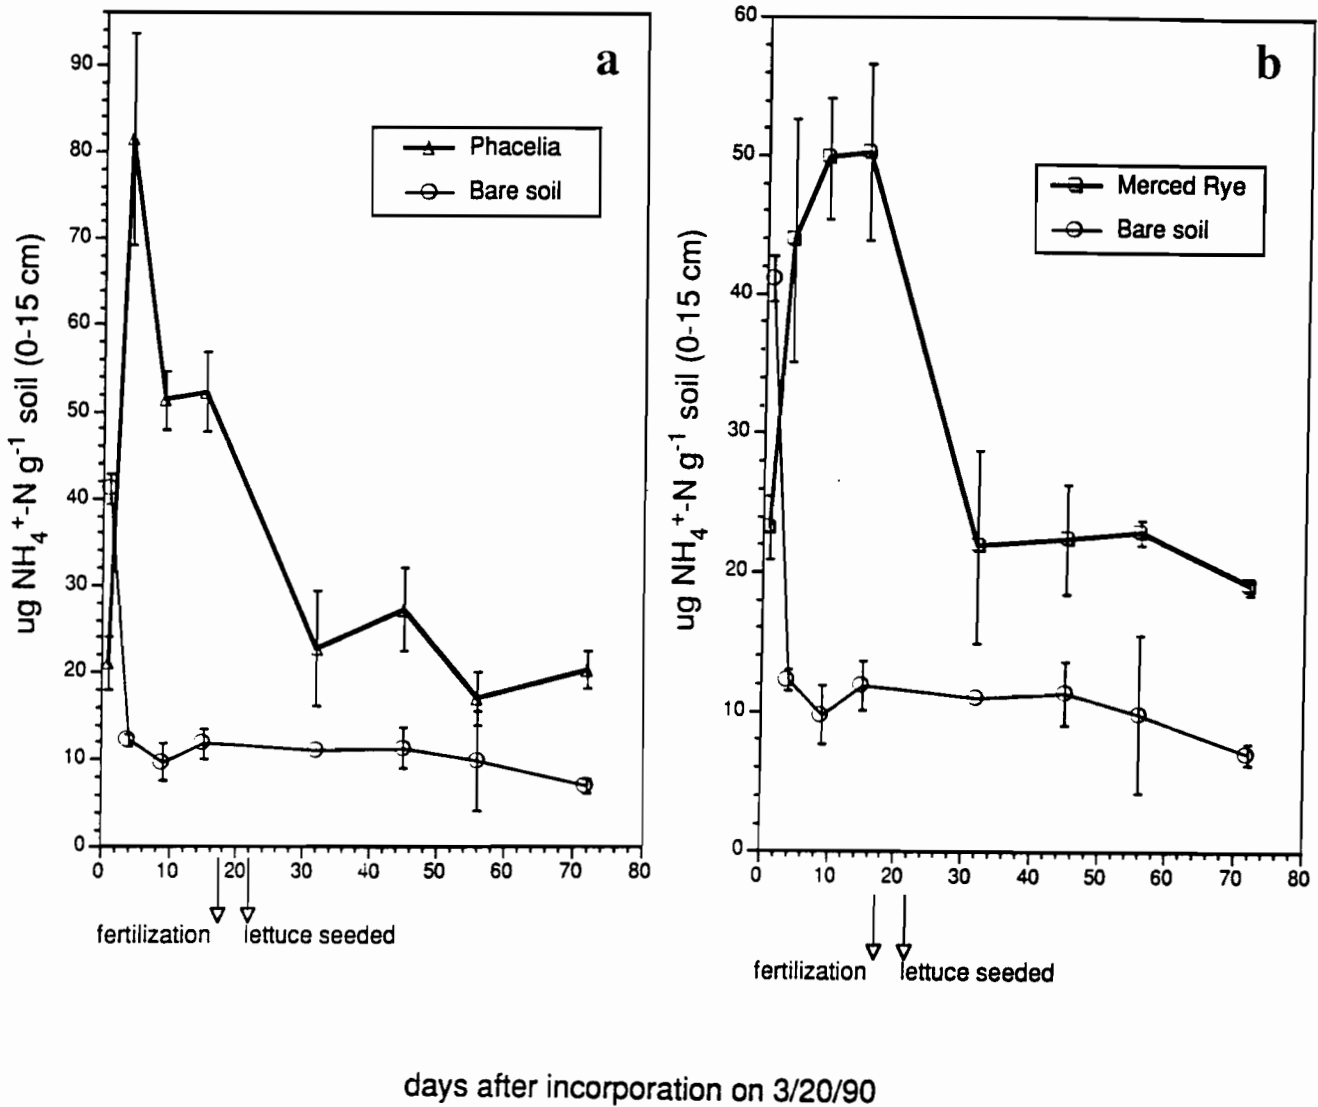 a
90
80
70
60
50
40
30
20
10
0
ug NH4+-N g-1 soil (0-15 cm)
Phacelia
Bare soil
0 10 20 30 40 50 60 70 80
fertilization lettuce seeded
b
60
50
40
30
20
10
0
ug NH4+-N g-1 soil (0-15 cm)
Merced Rye
Bare soil
0 10 20 30 40 50 60 70 80
fertilization lettuce seeded
days after incorporation on 3/20/90